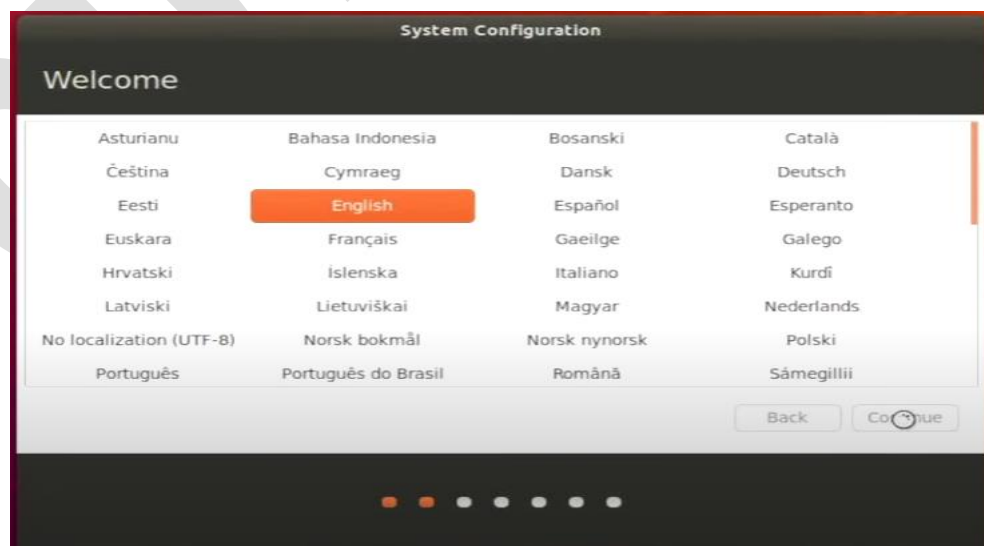 System Configuration
Welcome
Asturianu Bahasa Indonesia Bosanski Català
Čeština Cymraeg Dansk Deutsch
Eesti English Español Esperanto
Euskara Français Gaeilge Galego
Hrvatski Íslenska Italiano Kurdî
Latviski Lietuviškai Magyar Nederlands
No localization (UTF-8) Norsk bokmål Norsk nynorsk Polski
Português Português do Brasil Română Sámegillii
Back Continue